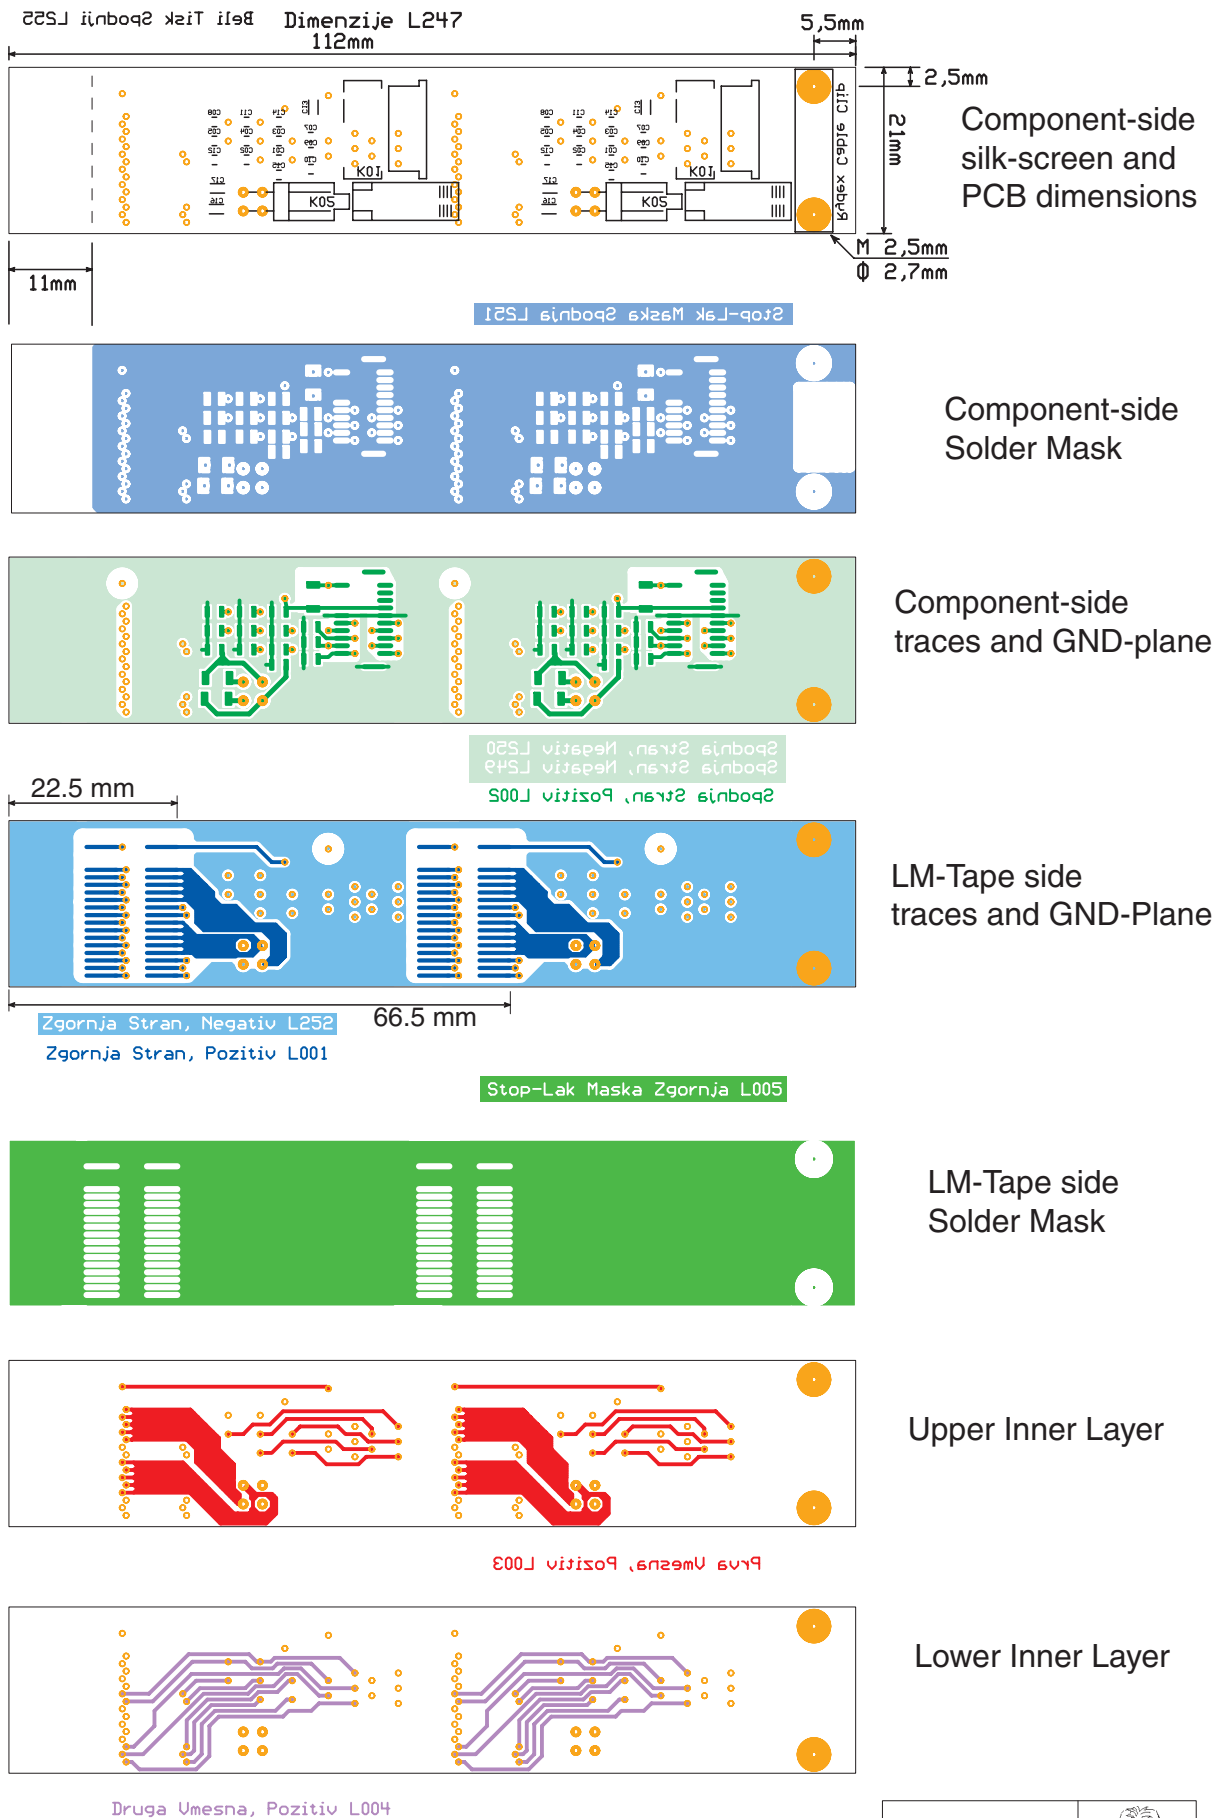 Beli Tisk Spodnji L255
Dimenzije L247
112mm
5,5mm
2,5mm
21mm
Rydex Cable Clip
K01
K05
K01
K05
M 2,5mm
Φ 2,7mm
11mm
Component-side
silk-screen and
PCB dimensions
Stop-Lak Maska Spodnja L251
Component-side
Solder Mask
Component-side
traces and GND-plane
Spodnja Stran, Negativ L250
Spodnja Stran, Negativ L249
Spodnja Stran, Pozitiv L002
22.5 mm
LM-Tape side
traces and GND-Plane
66.5 mm
Zgornja Stran, Negativ L252
Zgornja Stran, Pozitiv L001
Stop-Lak Maska Zgornja L005
LM-Tape side
Solder Mask
Upper Inner Layer
Prva Vmesna, Pozitiv L003
Lower Inner Layer
Druga Vmesna, Pozitiv L004